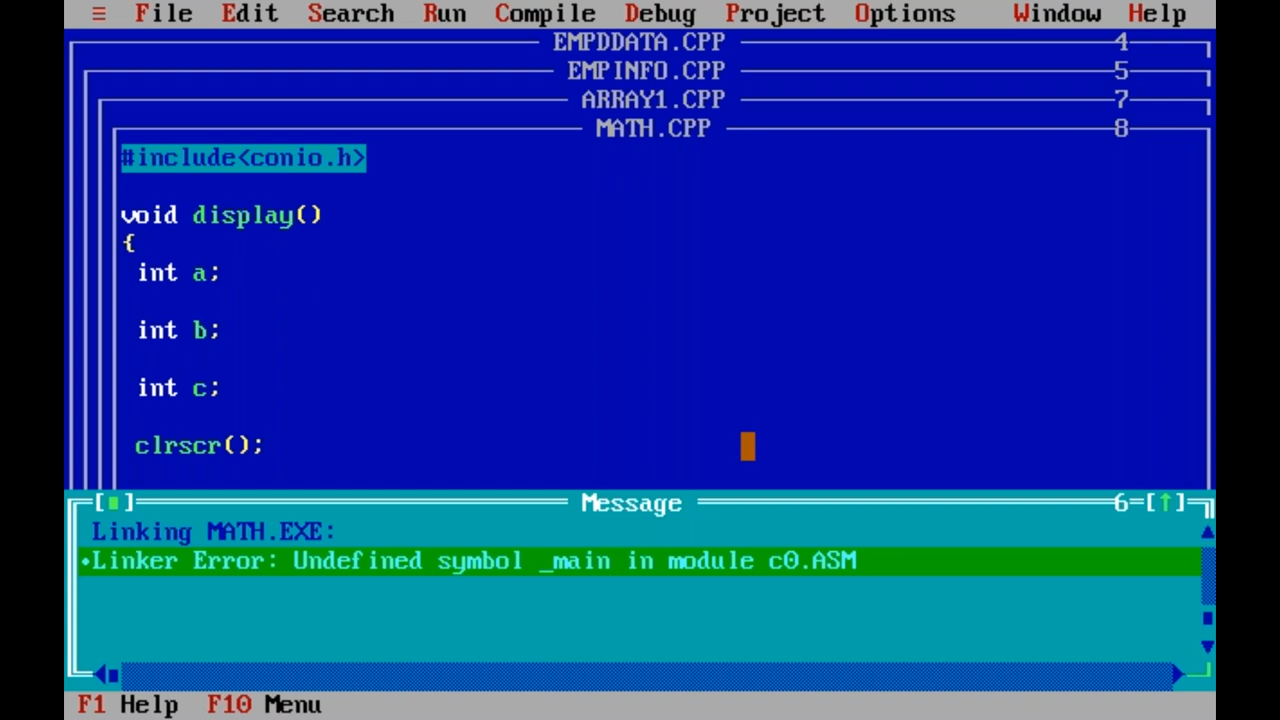 ≡ File Edit Search Run Compile Debug Project Options Window Help
EMPDDATA.CPP 4
EMPINFO.CPP 5
ARRAY1.CPP 7
MATH.CPP 8
#include<conio.h>
void display()
{
int a;
int b;
int c;
clrscr();
[■] Message 6=[↑]
Linking MATH.EXE:
•Linker Error: Undefined symbol _main in module c0.ASM
F1 Help F10 Menu